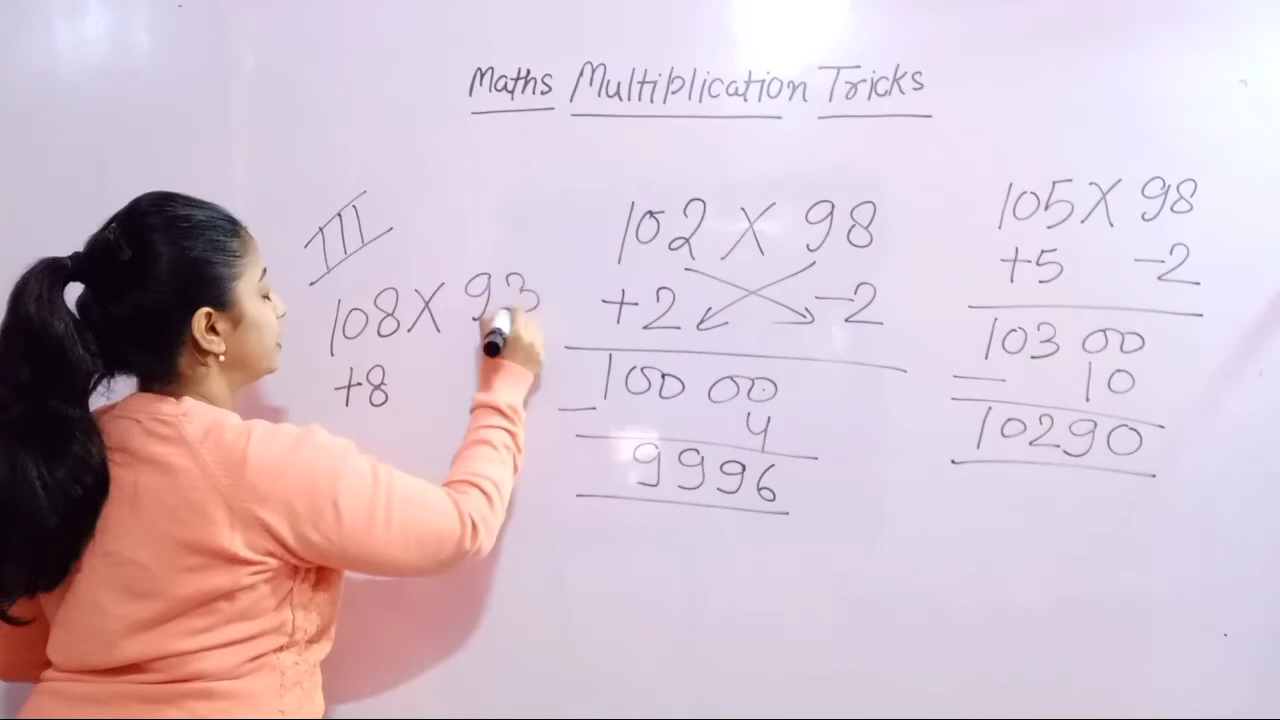 Maths Multiplication Tricks
III
108 X 93
+8
102 X 98
+2 -2
100 00
- 4
9996
105 X 98
+5 -2
103 00
- 10
10290